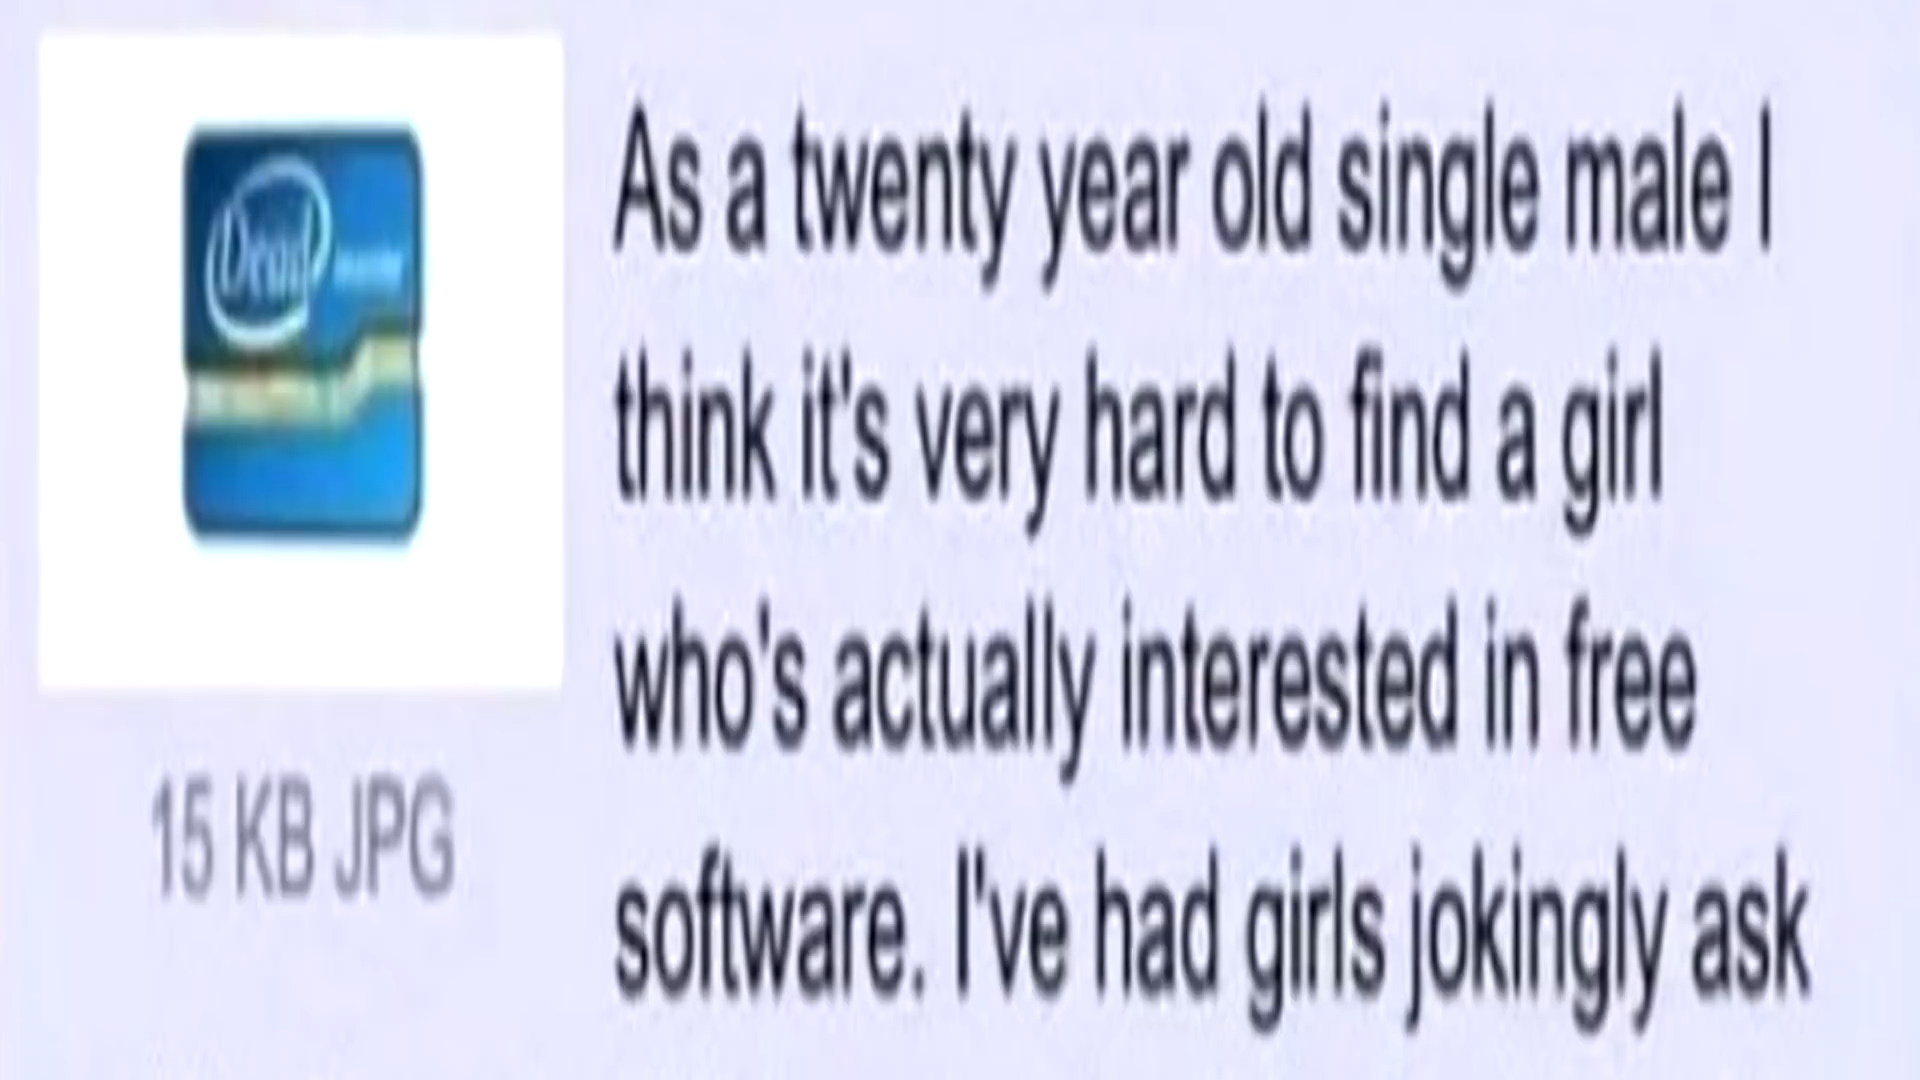 Dead
As a twenty year old single male I
think it's very hard to find a girl
who's actually interested in free
software. I've had girls jokingly ask
15 KB JPG